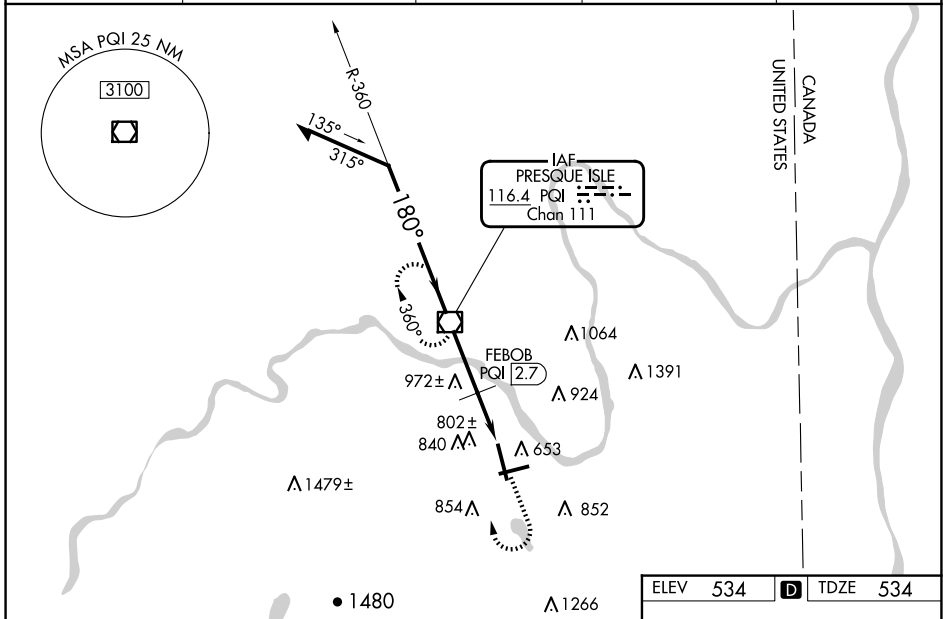 MSA PQI 25 NM
3100
R-360
135°
315°
180°
360°
IAF
PRESQUE ISLE
116.4 PQI
Chan 111
CANADA
UNITED STATES
FEBOB
PQI 2.7
1064
1391
972±
924
802±
840
653
1479±
854
852
1480
1266
ELEV 534 D TDZE 534